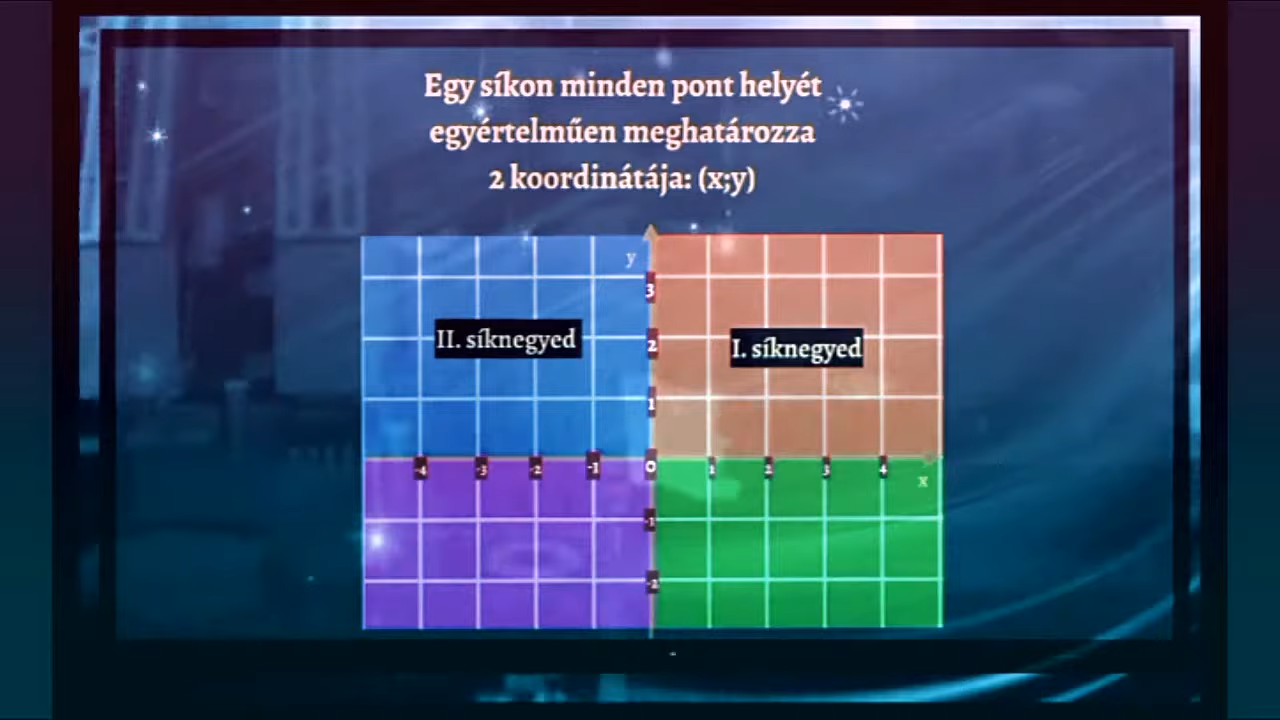 Egy síkon minden pont helyét
egyértelműen meghatározza
2 koordinátája: (x;y)
y
3
II. síknegyed
2
I. síknegyed
1
-4 -3 -2 -1 0 1 2 3 4
x
-1
-2